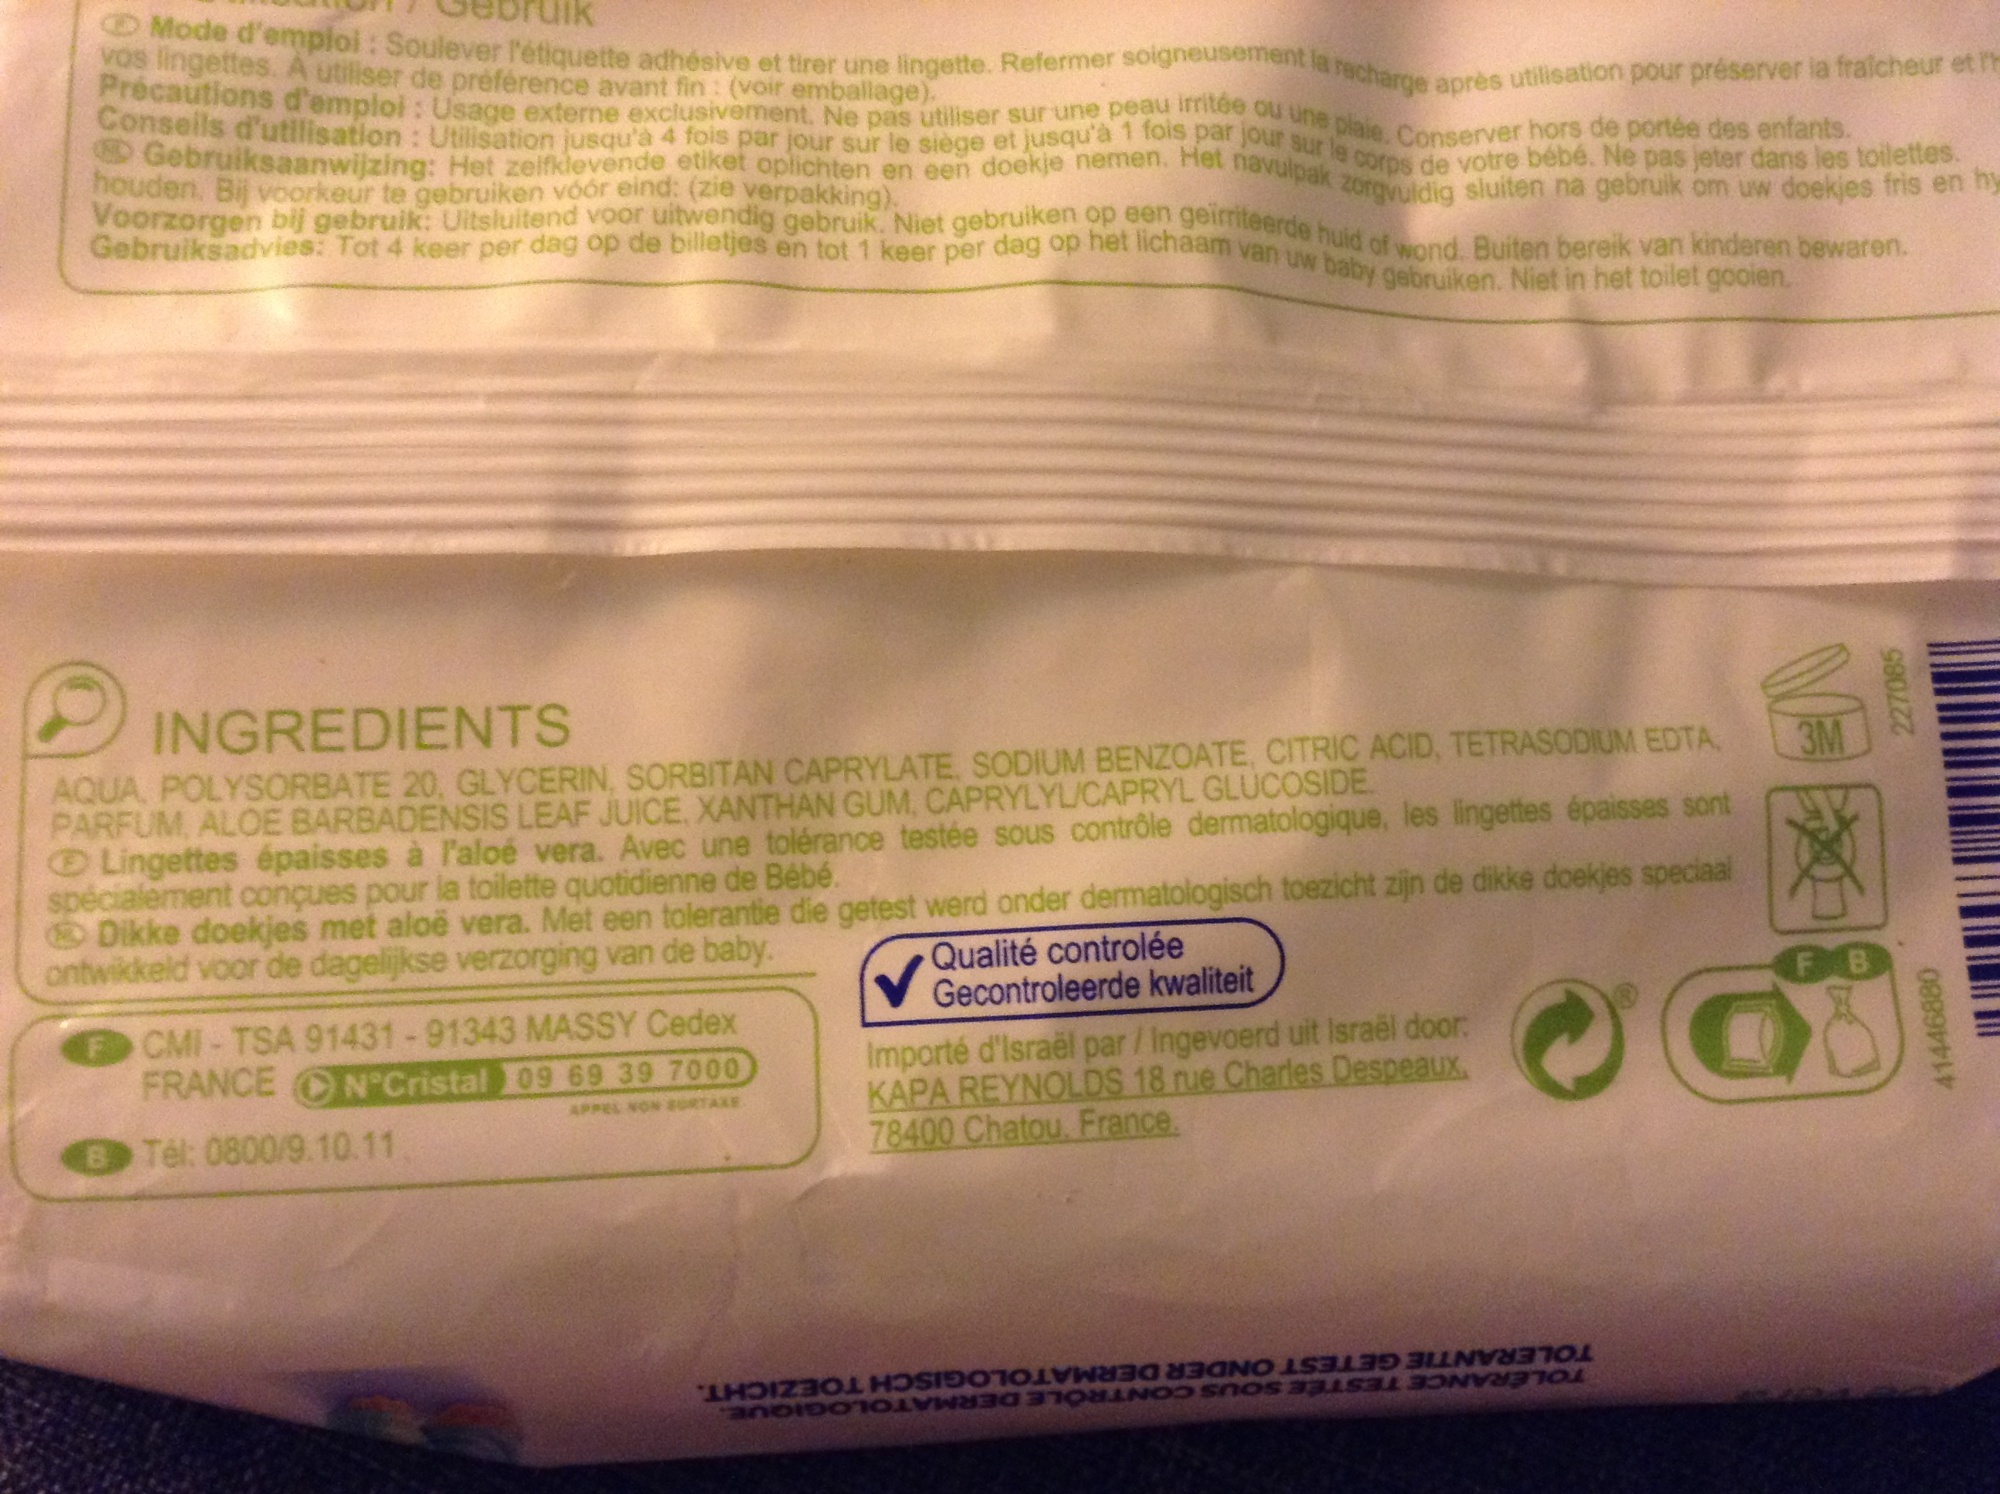 / Gebruik
F Mode d'emploi : Soulever l'étiquette adhésive et tirer une lingette. Refermer soigneusement la recharge après utilisation pour préserver la fraîcheur et l'h
vos lingettes. À utiliser de préférence avant fin : (voir emballage).
Précautions d'emploi : Usage externe exclusivement. Ne pas utiliser sur une peau irritée ou une plaie. Conserver hors de portée des enfants.
Conseils d'utilisation : Utilisation jusqu'à 4 fois par jour sur le siège et jusqu'à 1 fois par jour sur le corps de votre bébé. Ne pas jeter dans les toilettes.
NL Gebruiksaanwijzing: Het zelfklevende etiket oplichten en een doekje nemen. Het navulpak zorgvuldig sluiten na gebruik om uw doekjes fris en hy
houden. Bij voorkeur te gebruiken vóór eind: (zie verpakking).
Voorzorgen bij gebruik: Uitsluitend voor uitwendig gebruik. Niet gebruiken op een geïrriteerde huid of wond. Buiten bereik van kinderen bewaren.
Gebruiksadvies: Tot 4 keer per dag op de billetjes en tot 1 keer per dag op het lichaam van uw baby gebruiken. Niet in het toilet gooien.
INGREDIENTS
AQUA, POLYSORBATE 20, GLYCERIN, SORBITAN CAPRYLATE, SODIUM BENZOATE, CITRIC ACID, TETRASODIUM EDTA,
PARFUM, ALOE BARBADENSIS LEAF JUICE, XANTHAN GUM, CAPRYLYL/CAPRYL GLUCOSIDE.
F Lingettes épaisses à l'aloé vera. Avec une tolérance testée sous contrôle dermatologique, les lingettes épaisses sont
spécialement conçues pour la toilette quotidienne de Bébé.
NL Dikke doekjes met aloë vera. Met een tolerantie die getest werd onder dermatologisch toezicht zijn de dikke doekjes speciaal
ontwikkeld voor de dagelijkse verzorging van de baby.
3M
227085
Qualité controlée
Gecontroleerde kwaliteit
F CMI - TSA 91431 - 91343 MASSY Cedex
FRANCE N°Cristal 09 69 39 7000
APPEL NON SURTAXE
B Tél: 0800/9.10.11
Importé d'Israël par / Ingevoerd uit Israël door:
KAPA REYNOLDS 18 rue Charles Despeaux,
78400 Chatou, France.
®
F B
41446880
TOLÉRANCE TESTÉE SOUS CONTRÔLE DERMATOLOGIQUE.
TOLERANTIE GETEST ONDER DERMATOLOGISCH TOEZICHT.